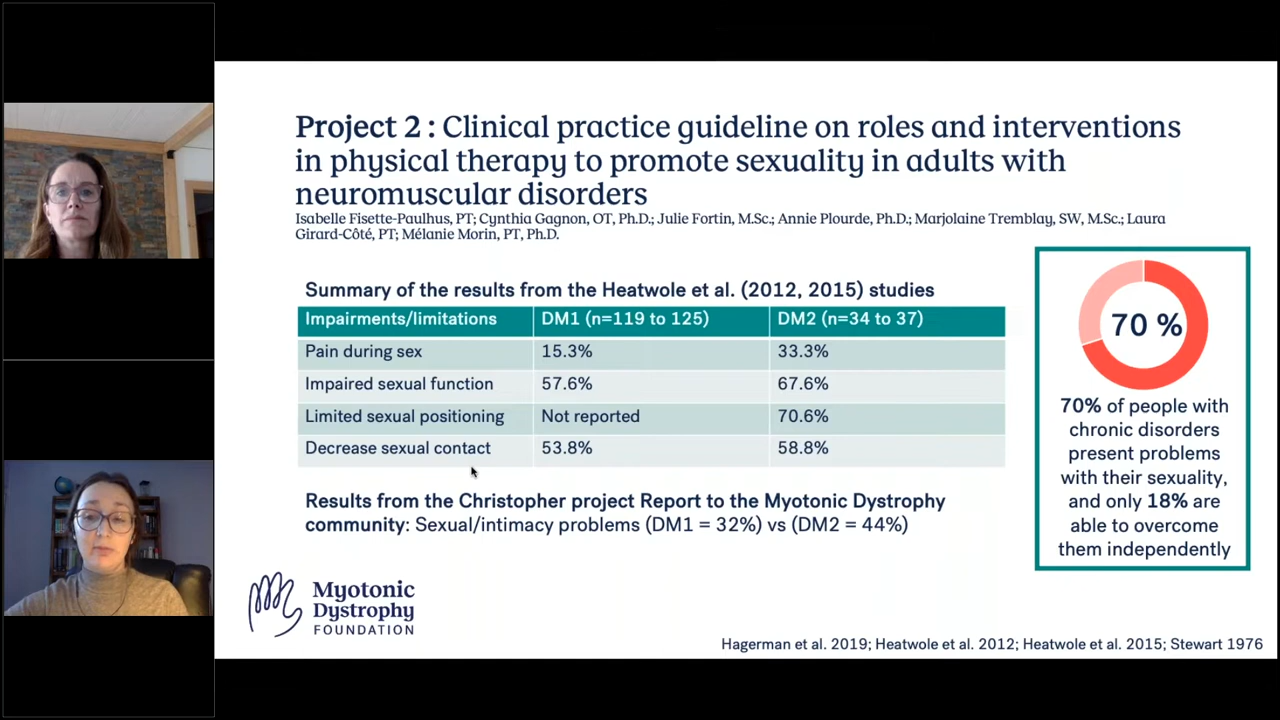 Project 2 : Clinical practice guideline on roles and interventions
in physical therapy to promote sexuality in adults with
neuromuscular disorders
Isabelle Fisette-Paulhus, PT; Cynthia Gagnon, OT, Ph.D.; Julie Fortin, M.Sc.; Annie Plourde, Ph.D.; Marjolaine Tremblay, SW, M.Sc.; Laura
Girard-Côté, PT; Mélanie Morin, PT, Ph.D.
Summary of the results from the Heatwole et al. (2012, 2015) studies
Impairments/limitations DM1 (n=119 to 125) DM2 (n=34 to 37)
Pain during sex 15.3% 33.3%
Impaired sexual function 57.6% 67.6%
Limited sexual positioning Not reported 70.6%
Decrease sexual contact 53.8% 58.8%
Results from the Christopher project Report to the Myotonic Dystrophy
community: Sexual/intimacy problems (DM1 = 32%) vs (DM2 = 44%)
70 %
70% of people with
chronic disorders
present problems
with their sexuality,
and only 18% are
able to overcome
them independently
Myotonic
Dystrophy
FOUNDATION
Hagerman et al. 2019; Heatwole et al. 2012; Heatwole et al. 2015; Stewart 1976